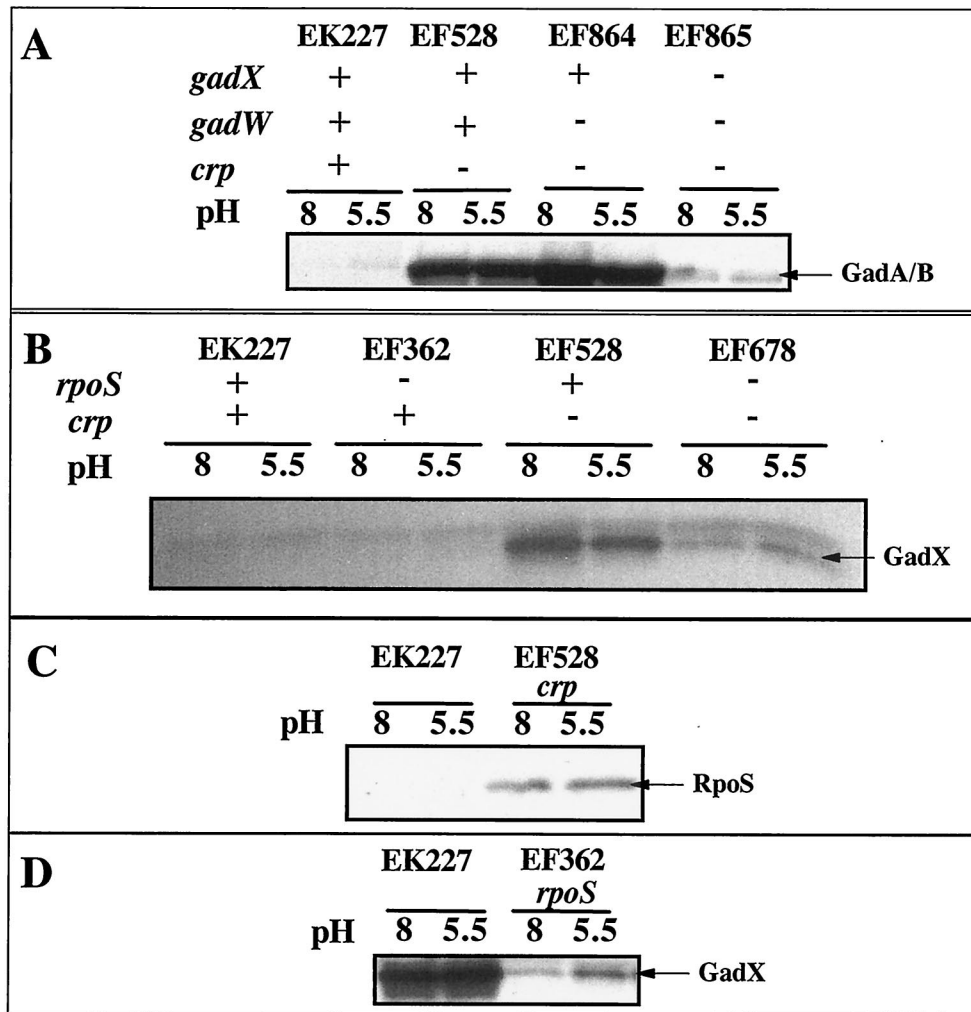 A
EK227 EF528 EF864 EF865
gadX + + + -
gadW + + - -
crp + - - -
pH 8 5.5 8 5.5 8 5.5 8 5.5
GadA/B
B
EK227 EF362 EF528 EF678
rpoS + - + -
crp + + - -
pH 8 5.5 8 5.5 8 5.5 8 5.5
GadX
C
EK227 EF528
crp
pH 8 5.5 8 5.5
RpoS
D
EK227 EF362
rpoS
pH 8 5.5 8 5.5
GadX